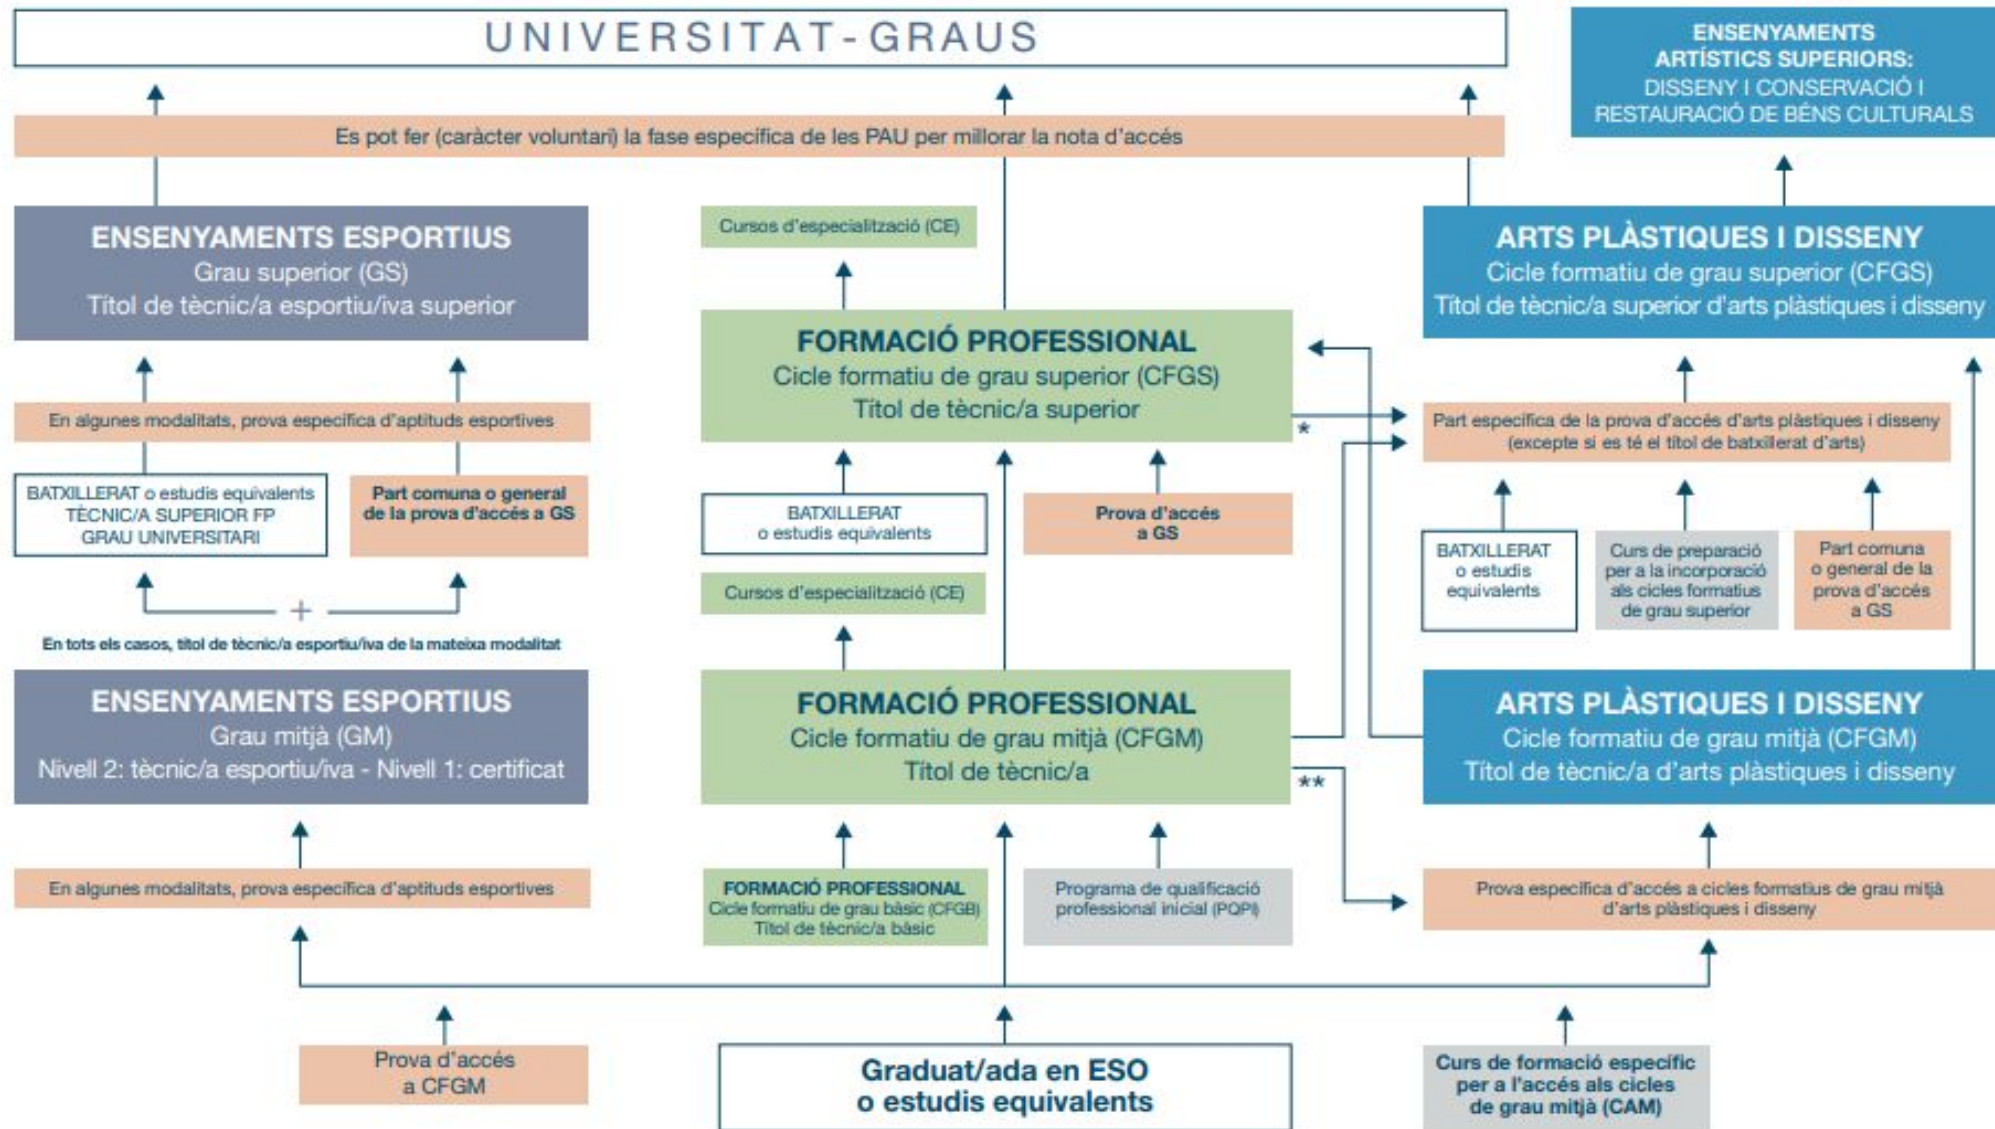 UNIVERSITAT-GRAUS
ENSENYAMENTS
ARTÍSTICS SUPERIORS:
DISSENY I CONSERVACIÓ I
RESTAURACIÓ DE BÉNS CULTURALS
Es pot fer (caràcter voluntari) la fase específica de les PAU per millorar la nota d'accés
ENSENYAMENTS ESPORTIUS
Grau superior (GS)
Títol de tècnic/a esportiu/iva superior
Cursos d'especialització (CE)
ARTS PLÀSTIQUES I DISSENY
Cicle formatiu de grau superior (CFGS)
Títol de tècnic/a superior d'arts plàstiques i disseny
FORMACIÓ PROFESSIONAL
Cicle formatiu de grau superior (CFGS)
Títol de tècnic/a superior
*
En algunes modalitats, prova específica d'aptituds esportives
Part específica de la prova d'accés d'arts plàstiques i disseny
(excepte si es té el títol de batxillerat d'arts)
BATXILLERAT o estudis equivalents
TÈCNIC/A SUPERIOR FP
GRAU UNIVERSITARI
Part comuna o general
de la prova d'accés a GS
BATXILLERAT
o estudis equivalents
Prova d'accés
a GS
BATXILLERAT
o estudis
equivalents
Curs de preparació
per a la incorporació
als cicles formatius
de grau superior
Part comuna
o general de la
prova d'accés
a GS
Cursos d'especialització (CE)
+
En tots els casos, títol de tècnic/a esportiu/iva de la mateixa modalitat
ENSENYAMENTS ESPORTIUS
Grau mitjà (GM)
Nivell 2: tècnic/a esportiu/iva - Nivell 1: certificat
FORMACIÓ PROFESSIONAL
Cicle formatiu de grau mitjà (CFGM)
Títol de tècnic/a
**
ARTS PLÀSTIQUES I DISSENY
Cicle formatiu de grau mitjà (CFGM)
Títol de tècnic/a d'arts plàstiques i disseny
En algunes modalitats, prova específica d'aptituds esportives
FORMACIÓ PROFESSIONAL
Cicle formatiu de grau bàsic (CFGB)
Títol de tècnic/a bàsic
Programa de qualificació
professional inicial (PQPI)
Prova específica d'accés a cicles formatius de grau mitjà
d'arts plàstiques i disseny
Prova d'accés
a CFGM
Graduat/ada en ESO
o estudis equivalents
Curs de formació específic
per a l'accés als cicles
de grau mitjà (CAM)